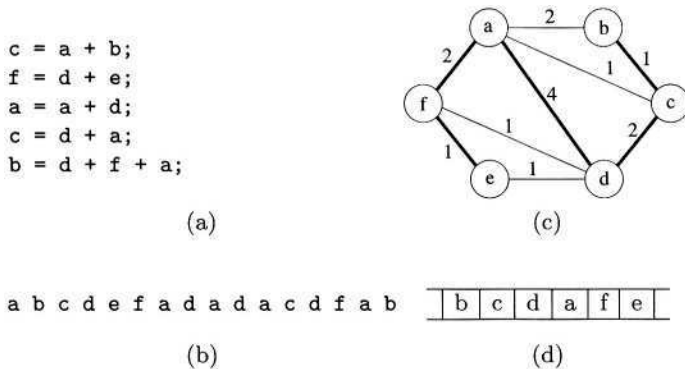 c = a + b;
f = d + e;
a = a + d;
c = d + a;
b = d + f + a;
(a)
a 2 b
2 1 1
f 4 c
1 1 2
e 1 d
(c)
a b c d e f a d a d a c d f a b
(b)
b c d a f e
(d)